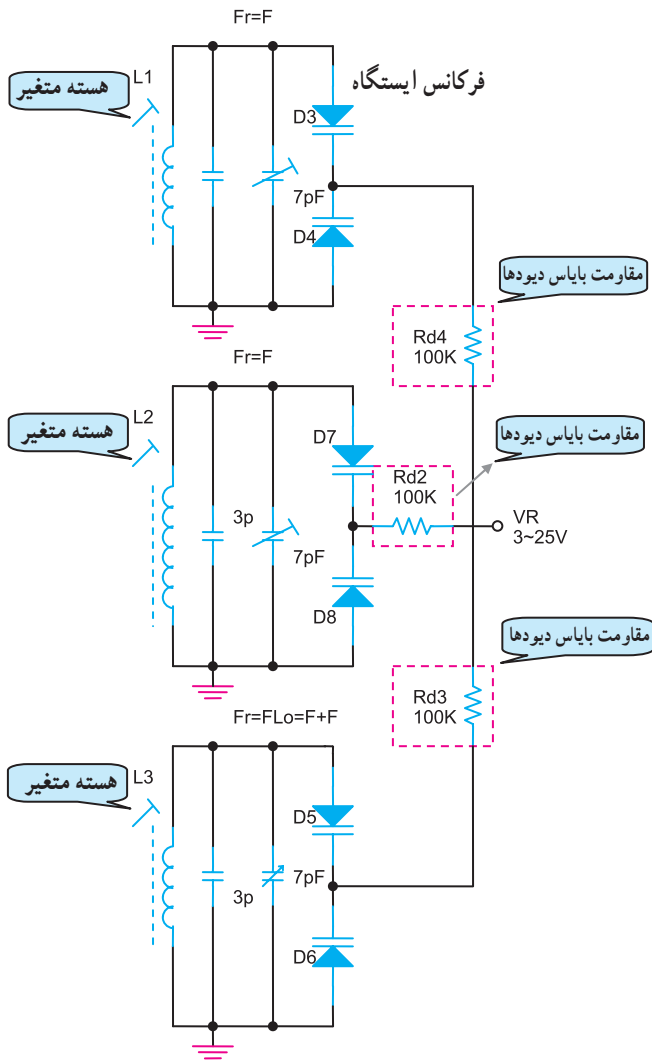 Fr=F
هسته متغیر
L1
فرکانس ایستگاه
D3
7pF
D4
مقاومت بایاس دیودها
Rd4
100K
Fr=F
هسته متغیر
L2
D7
مقاومت بایاس دیودها
Rd2
100K
3p
7pF
VR
3~25V
D8
مقاومت بایاس دیودها
Rd3
100K
Fr=FLo=F+F
هسته متغیر
L3
D5
3p
7pF
D6